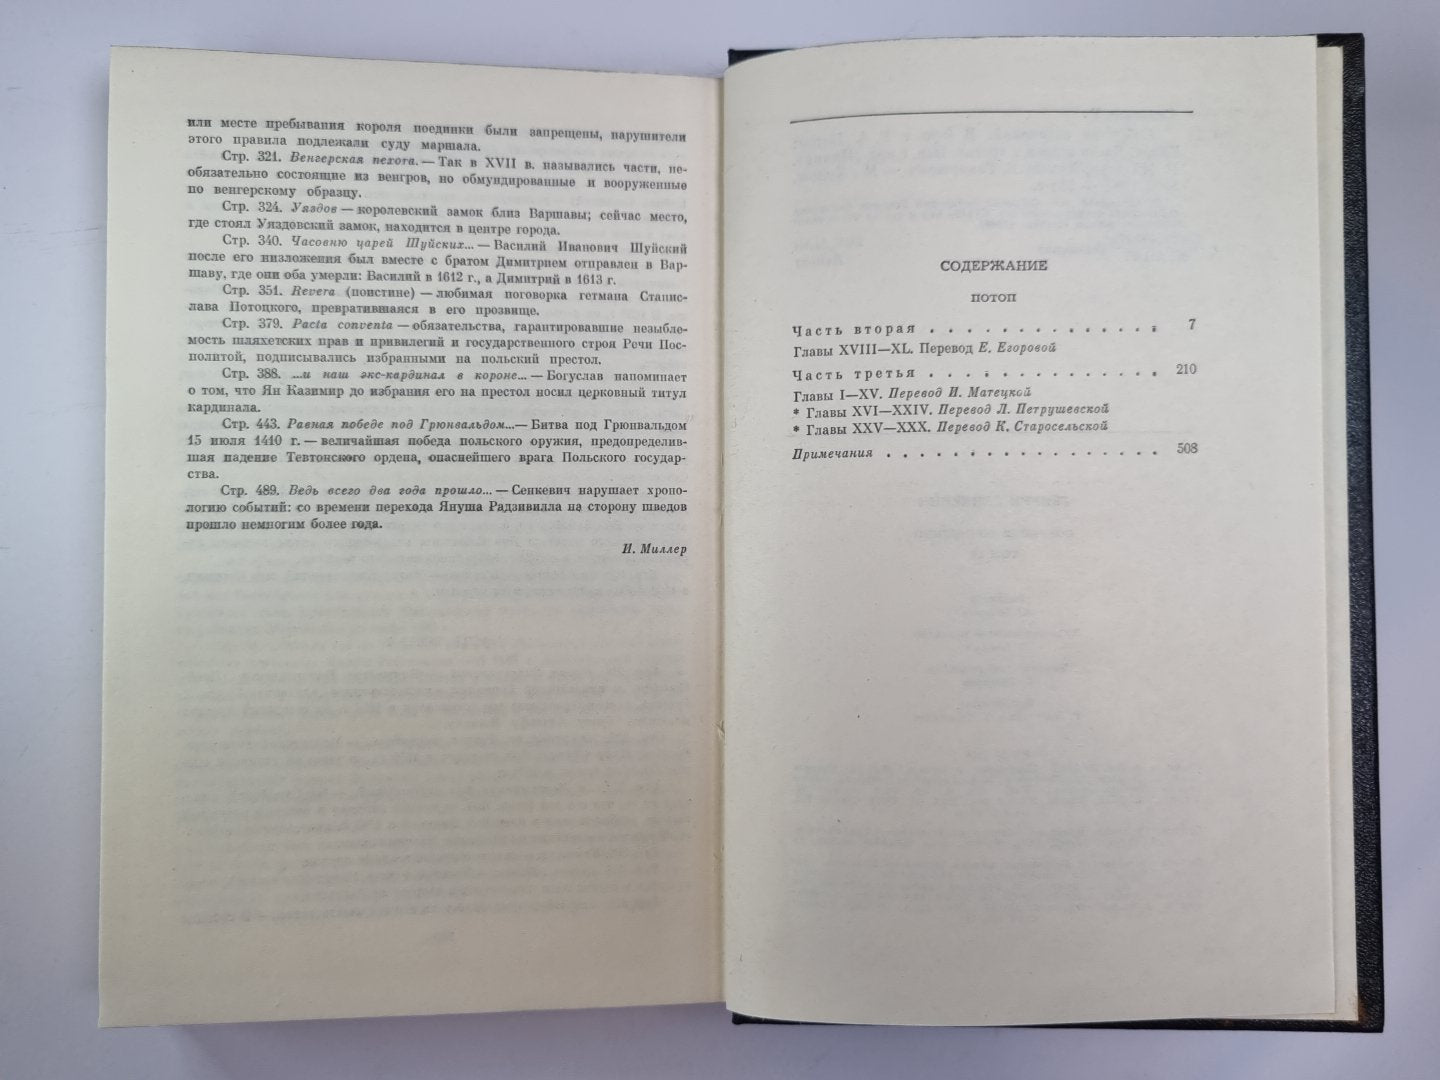 или месте пребывания короля поединки были запрещены, нарушители
этого правила подлежали суду маршала.
Стр. 321. Венгерская пехота. — Так в XVII в. назывались части, не-
обязательно состоящие из венгров, но обмундированные и вооруженные
по венгерскому образцу.
Стр. 324. Уяздов — королевский замок близ Варшавы; сейчас место,
где стоял Уяздовский замок, находится в центре города.
Стр. 340. Часовню царей Шуйских... — Василий Иванович Шуйский
после его низложения был вместе с братом Димитрием отправлен в Вар-
шаву, где они оба умерли: Василий в 1612 г., а Димитрий в 1613 г.
Стр. 351. Revera (поистине) — любимая поговорка гетмана Станис-
лава Потоцкого, превратившаяся в его прозвище.
Стр. 379. Pacta conventa — обязательства, гарантировавшие незыбле-
мость шляхетских прав и привилегий и государственного строя Речи Пос-
политой, подписывались избранными на польский престол.
Стр. 388. ...и наш экс-кардинал в короне... — Богуслав напоминает
о том, что Ян Казимир до избрания его на престол носил церковный титул
кардинала.
Стр. 443. Равная победе под Грюнвальдом...— Битва под Грюнвальдом
15 июля 1410 г. — величайшая победа польского оружия, предопределив-
шая падение Тевтонского ордена, опаснейшего врага Польского государ-
ства.
Стр. 489. Ведь всего два года прошло... — Сенкевич нарушает хроно-
логию событий: со времени перехода Януша Радзивилла на сторону шведов
прошло немногим более года.
И. Миллер
СОДЕРЖАНИЕ
ПОТОП
Часть вторая . . . . . . . . . . . . . 7
Главы XVIII—XL. Перевод Е. Егоровой
Часть третья . . . . . . . . . . . . . 210
Главы I—XV. Перевод И. Матецкой
* Главы XVI—XXIV. Перевод Л. Петрушевской
* Главы XXV—XXX. Перевод К. Старосельской
Примечания . . . . . . . . . . . . . . . . . 508